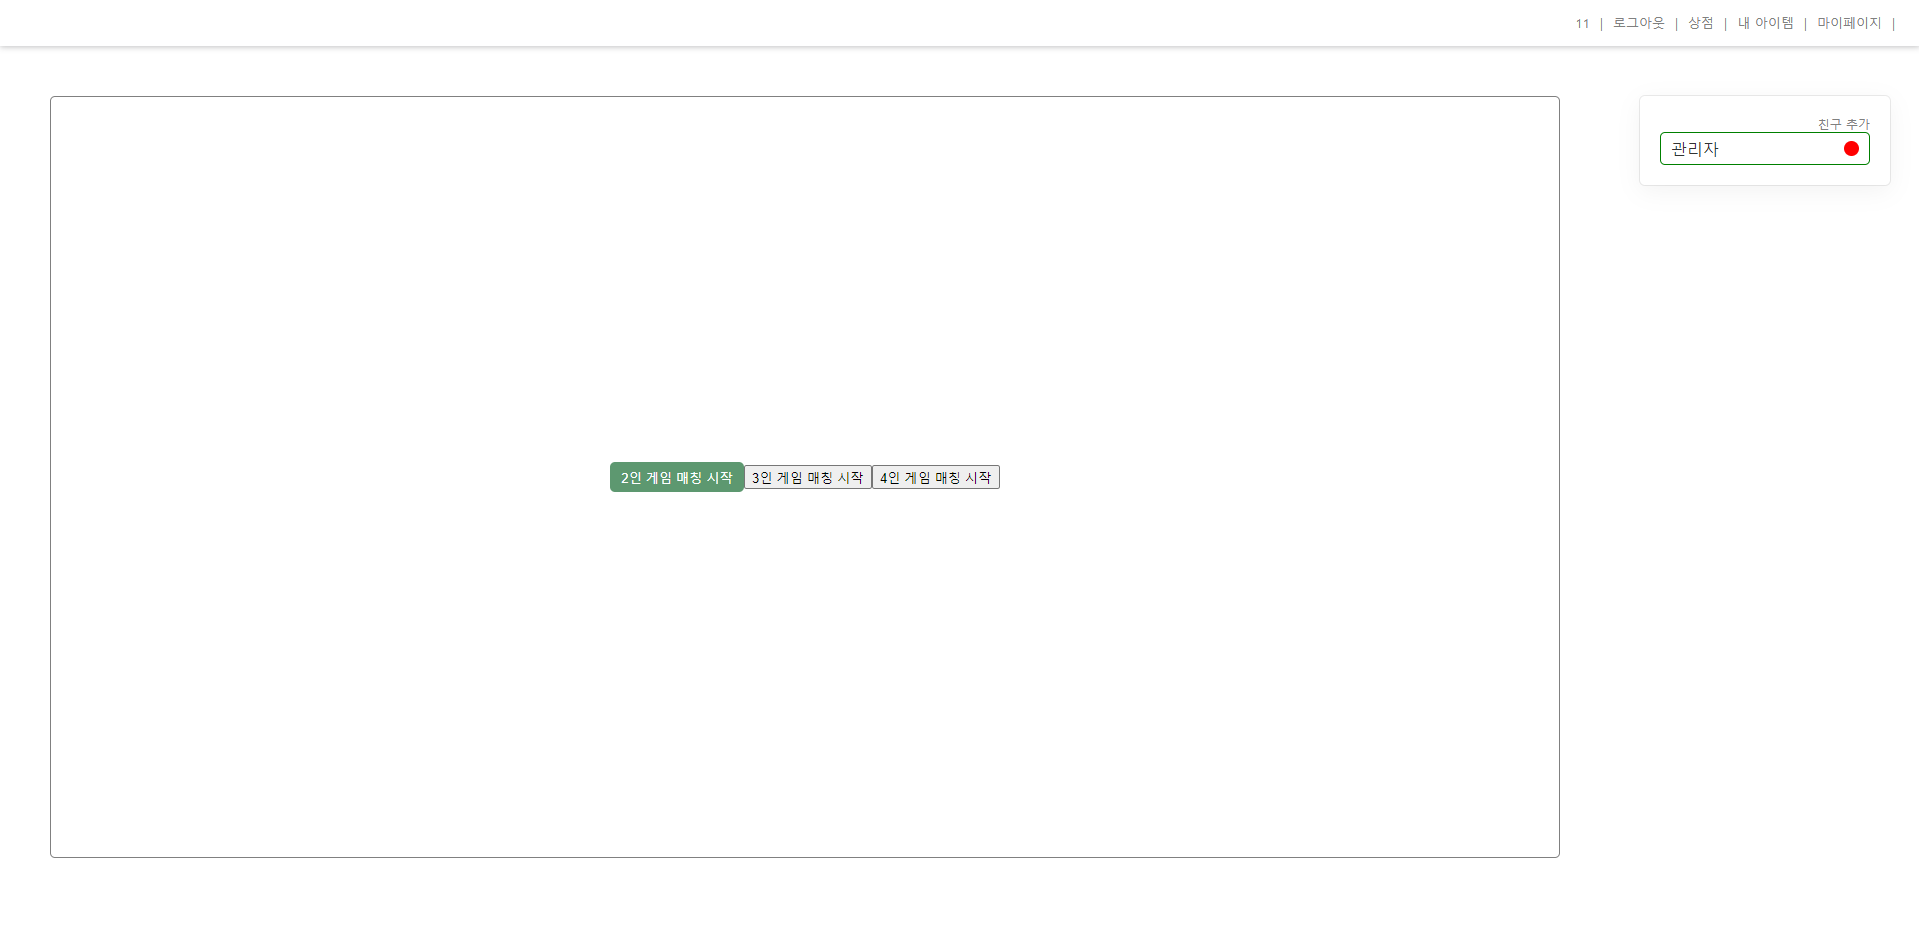 11 | 로그아웃 | 상점 | 내 아이템 | 마이페이지 |
친구 추가
관리자
2인 게임 매칭 시작 3인 게임 매칭 시작 4인 게임 매칭 시작